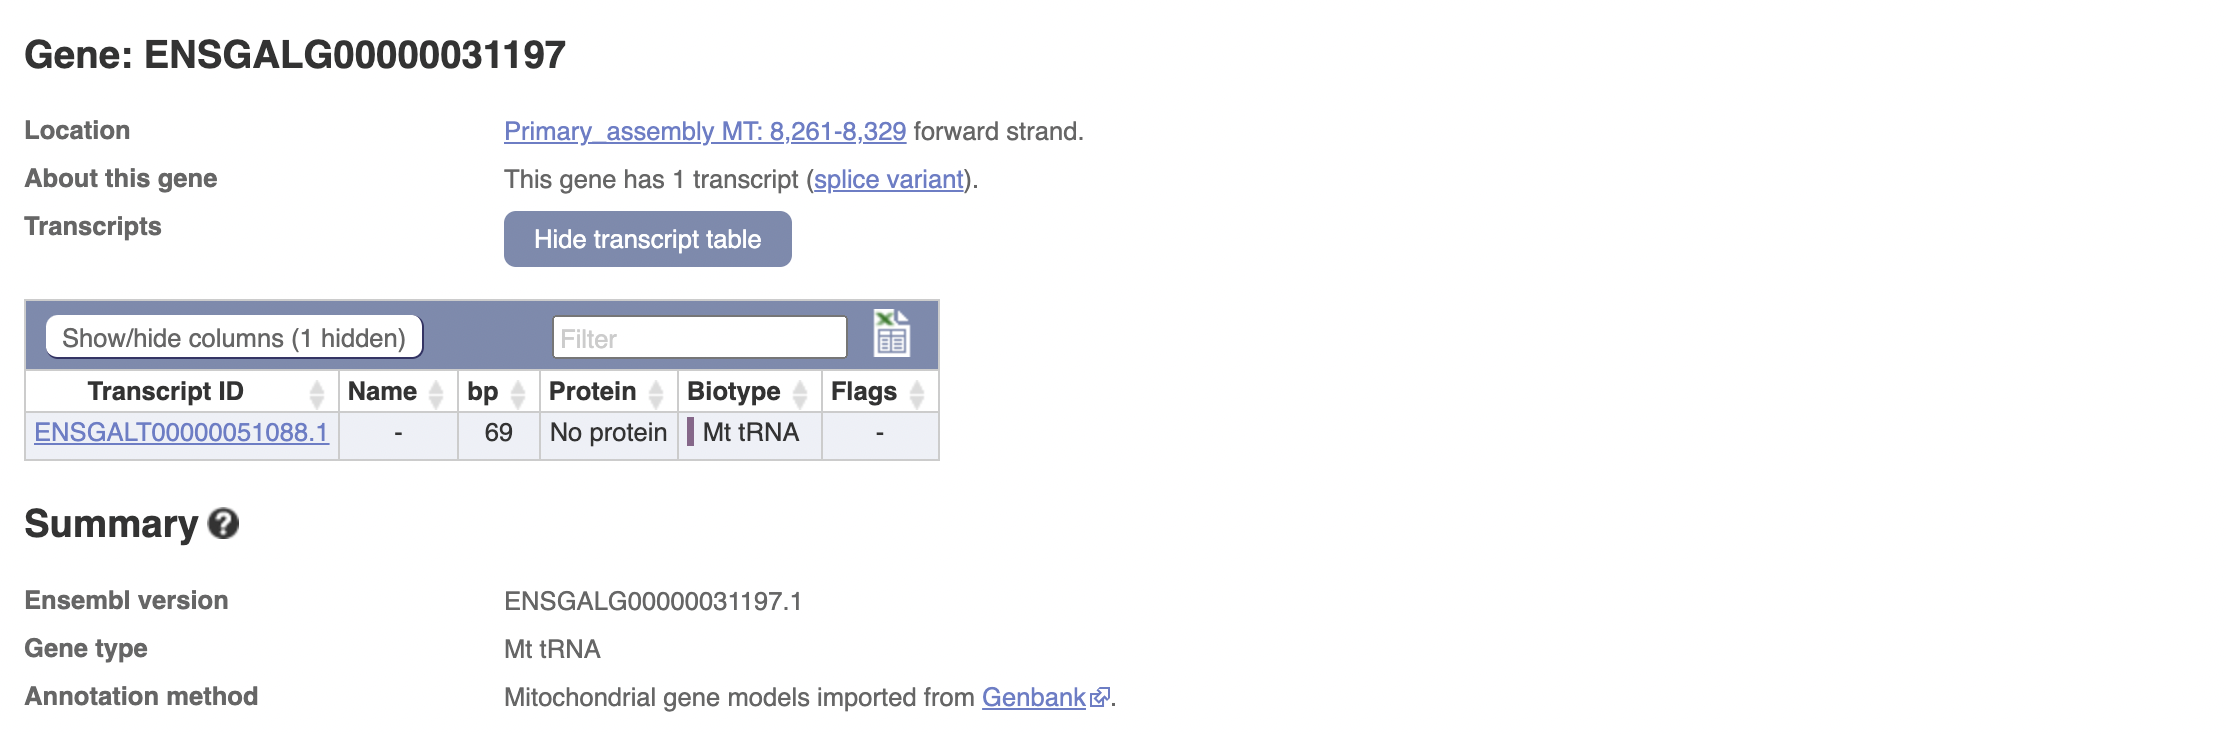 Gene: ENSGALG00000031197
Location Primary_assembly MT: 8,261-8,329 forward strand.
About this gene This gene has 1 transcript (splice variant).
Transcripts Hide transcript table
Show/hide columns (1 hidden) Filter
Transcript ID Name bp Protein Biotype Flags
ENSGALT00000051088.1 - 69 No protein Mt tRNA -
Summary ?
Ensembl version ENSGALG00000031197.1
Gene type Mt tRNA
Annotation method Mitochondrial gene models imported from Genbank.